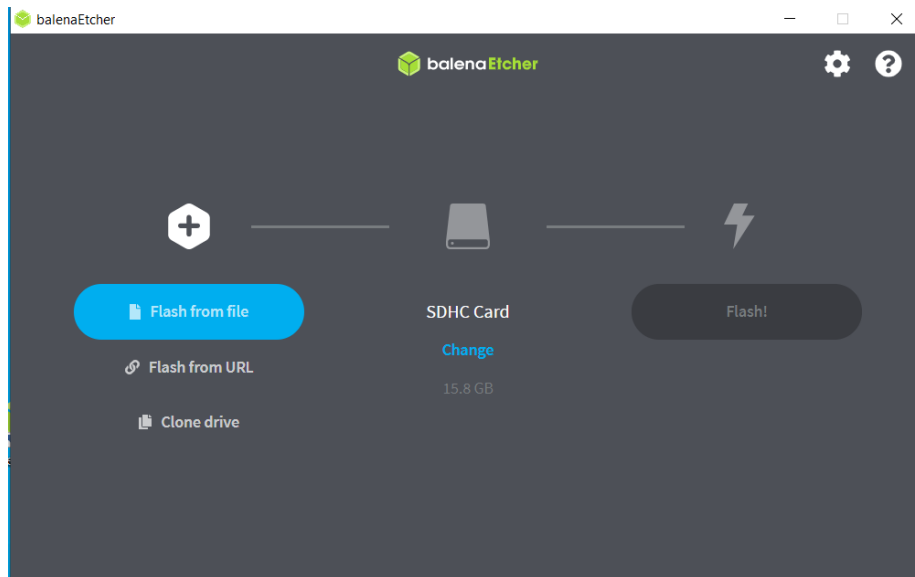 balenaEtcher
balenaEtcher
Flash from file
Flash from URL
Clone drive
SDHC Card
Change
15.8 GB
Flash!